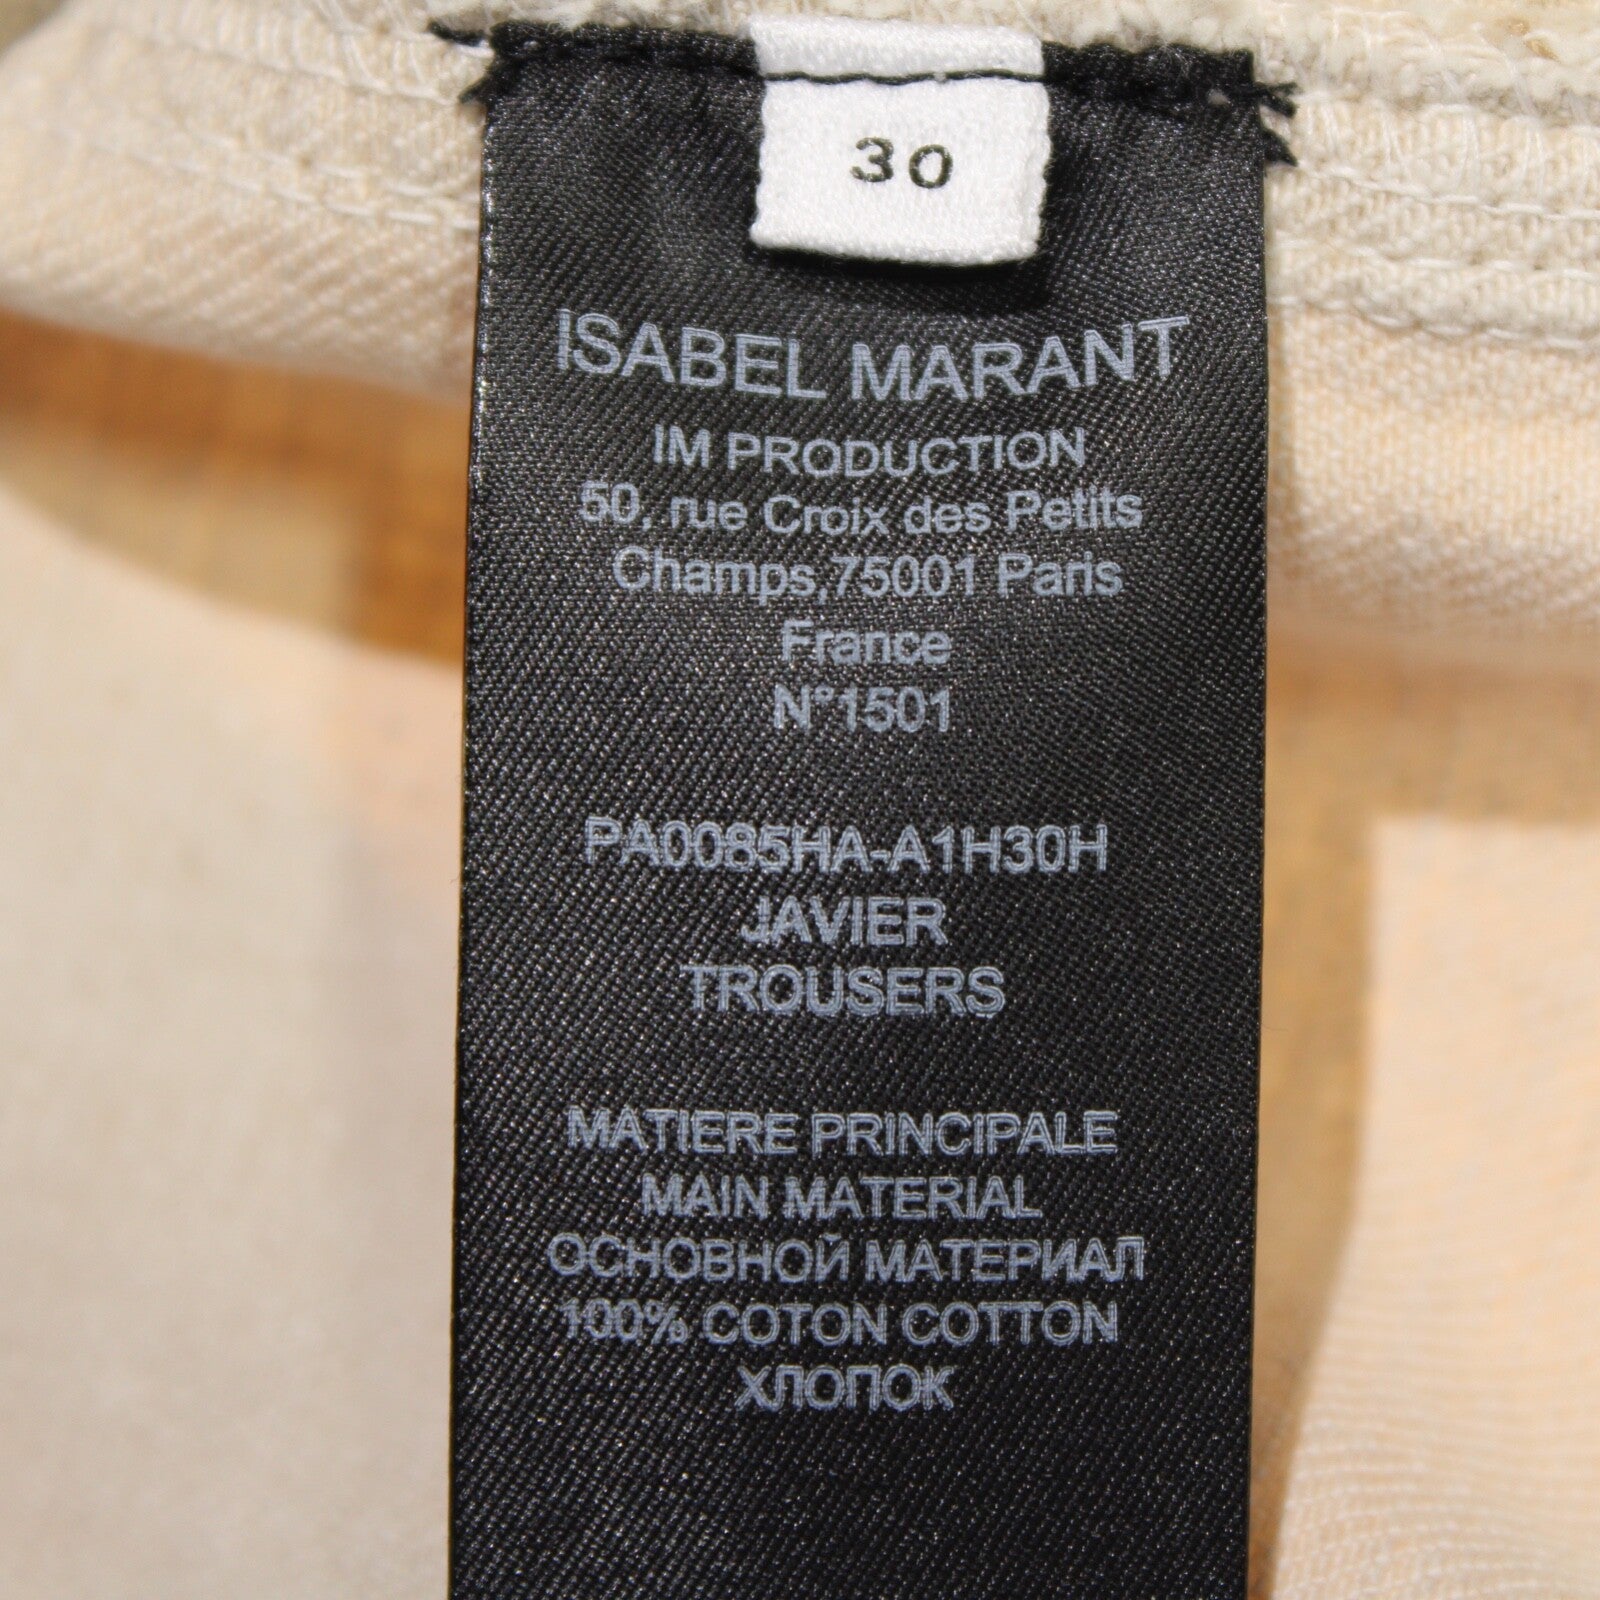 30
ISABEL MARANT
IM PRODUCTION
50, rue Croix des Petits
Champs,75001 Paris
France
N°1501
PA0085HA-A1H30H
JAVIER
TROUSERS
MATIERE PRINCIPALE
MAIN MATERIAL
ОСНОВНОЙ МАТЕРИАЛ
100% COTON COTTON
ХЛОПОК